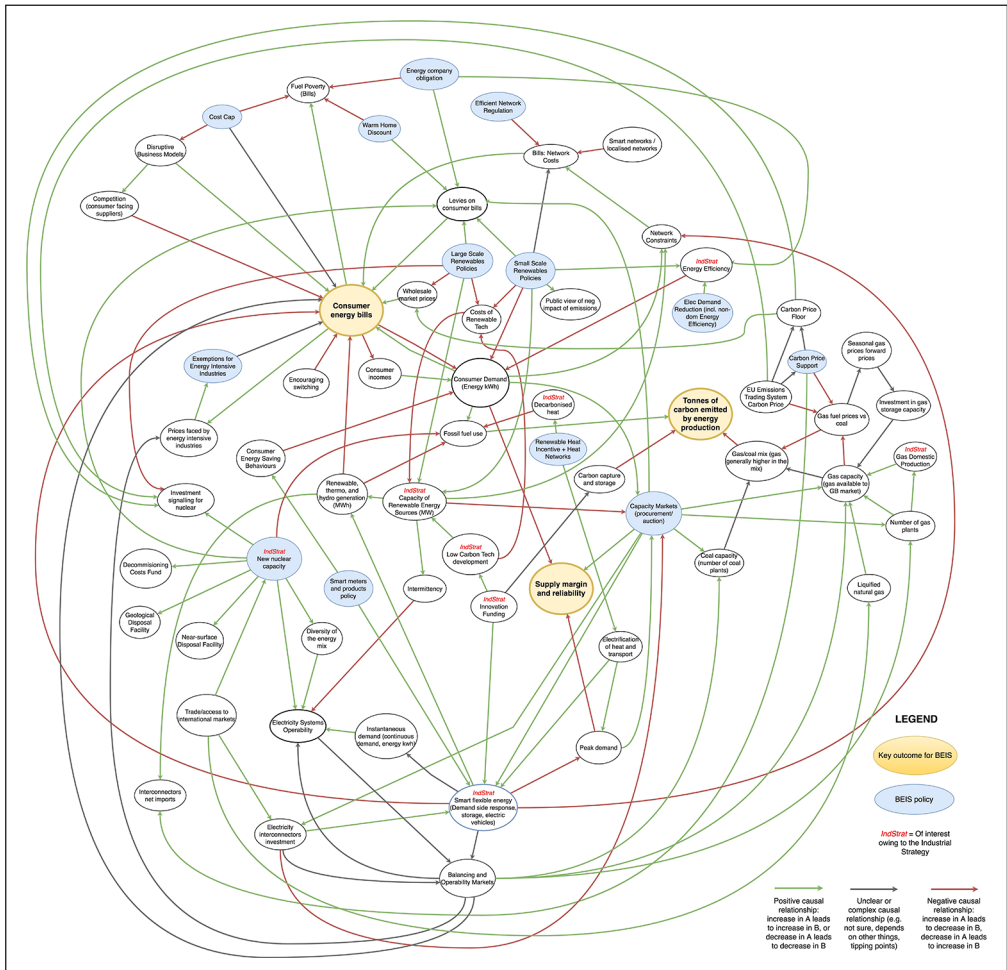 Energy company
obligation
Fuel Poverty
(Bills)
Cost Cap
Efficient Network
Regulation
Warm Home
Discount
Disruptive
Business Models
Bills: Network
Costs
Smart networks /
localised networks
Competition
(consumer facing
suppliers)
Levies on
consumer bills
Network
Constraints
Large Scale
Renewables
Policies
Small Scale
Renewables
Policies
IndStrat
Energy Efficiency
Wholesale
market prices
Public view of neg
impact of emissions
Elec Demand
Reduction (incl. non-
dom Energy
Efficiency)
Consumer
energy bills
Costs of
Renewable
Tech
Carbon Price
Floor
Seasonal gas
prices forward
prices
Exemptions for
Energy Intensive
Industries
Encouraging
switching
Consumer
incomes
Consumer Demand
(Energy kWh)
Carbon Price
Support
EU Emissions
Trading System
Carbon Price
Investment in gas
storage capacity
IndStrat
Decarbonised
heat
Tonnes of
carbon emitted
by energy
production
Gas fuel prices vs
coal
Prices faced by
energy intensive
industries
Fossil fuel use
Consumer
Energy Saving
Behaviours
Renewable Heat
Incentive + Heat
Networks
Gas/coal mix (gas
generally higher in the
mix)
IndStrat
Gas Domestic
Production
Carbon capture
and storage
Gas capacity
(gas available to
GB market)
Investment
signalling for
nuclear
Renewable,
thermo, and
hydro generation
(MWh)
IndStrat
Capacity of
Renewable Energy
Sources (MW)
Capacity Markets
(procurement/
auction)
Number of gas
plants
IndStrat
New nuclear
capacity
IndStrat
Low Carbon Tech
development
Coal capacity
(number of coal
plants)
Decommisioning
Costs Fund
Smart meters
and products
policy
Intermittency
Supply margin
and reliability
Liquified
natural gas
IndStrat
Innovation
Funding
Geological
Disposal
Facility
Near-surface
Disposal Facility
Diversity of
the energy
mix
Electrification
of heat and
transport
Trade/access to
international markets
Electricity Systems
Operability
Instantaneous
demand (continuous
demand, energy kwh)
Peak demand
Interconnectors
net imports
IndStrat
Smart flexible energy
(Demand side response,
storage, electric
vehicles)
Electricity
interconnectors
investment
Balancing and
Operability Markets
LEGEND
Key outcome for BEIS
BEIS policy
IndStrat = Of interest
owing to the Industrial
Strategy
Positive causal
relationship:
increase in A leads
to increase in B, or
decrease in A leads
to decrease in B
Unclear or
complex causal
relationship (e.g.
not sure, depends
on other things,
tipping points)
Negative causal
relationship:
increase in A leads
to decrease in B,
decrease in A leads
to increase in B